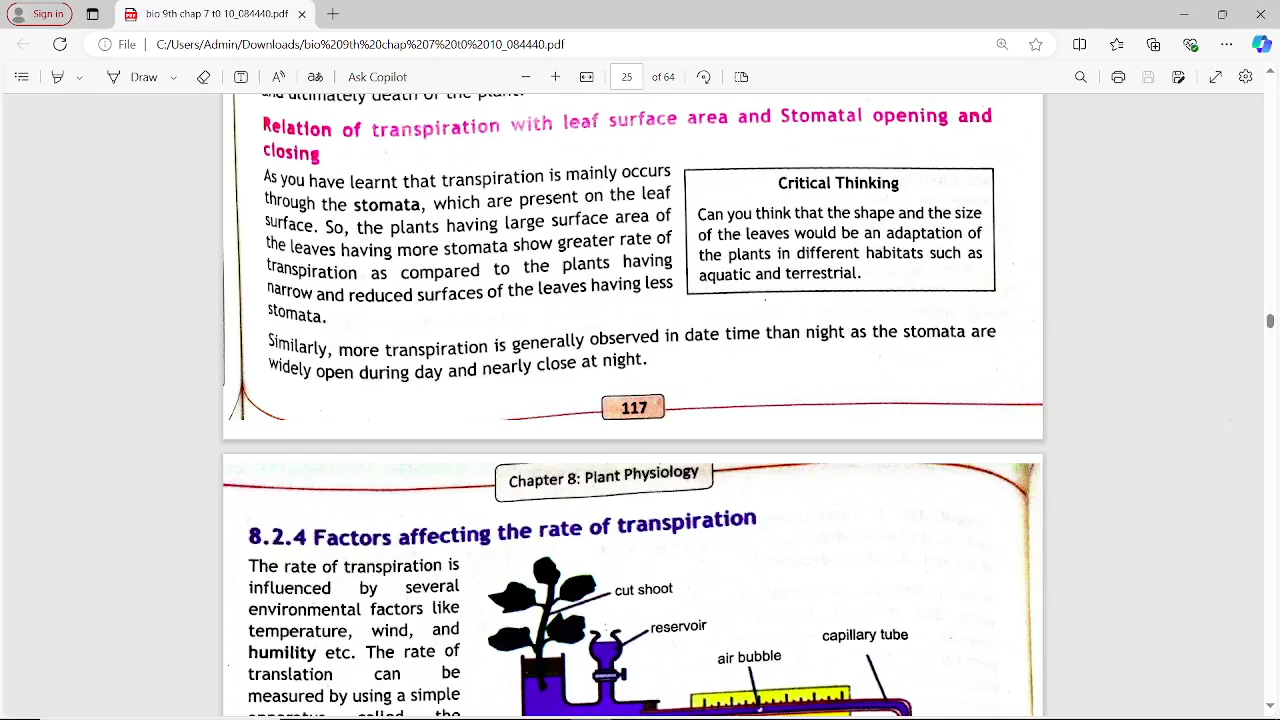 Sign in
bio 9th chap 7 t0 10_084440.pdf
File
C:/Users/Admin/Downloads/bio%209th%20chap%207%20t0%2010_084440.pdf
Draw
Ask Copilot
25 of 64
and ultimately death of the plant.
Relation of transpiration with leaf surface area and Stomatal opening and
closing
As you have learnt that transpiration is mainly occurs
through the stomata, which are present on the leaf
surface. So, the plants having large surface area of
the leaves having more stomata show greater rate of
transpiration as compared to the plants having
narrow and reduced surfaces of the leaves having less
stomata.
Critical Thinking
Can you think that the shape and the size
of the leaves would be an adaptation of
the plants in different habitats such as
aquatic and terrestrial.
Similarly, more transpiration is generally observed in date time than night as the stomata are
widely open during day and nearly close at night.
117
Chapter 8: Plant Physiology
8.2.4 Factors affecting the rate of transpiration
The rate of transpiration is
influenced by several
environmental factors like
temperature, wind, and
humility etc. The rate of
translation can be
measured by using a simple
apparatus called the
cut shoot
reservoir
air bubble
capillary tube